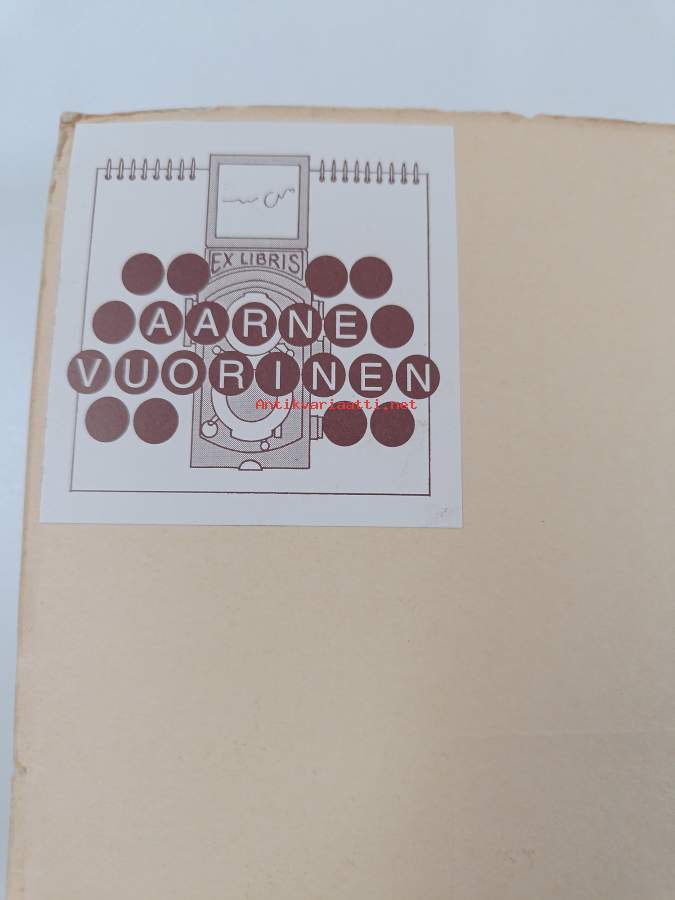 EX LIBRIS
AARNE
VUORINEN
Antikvariaatti.net